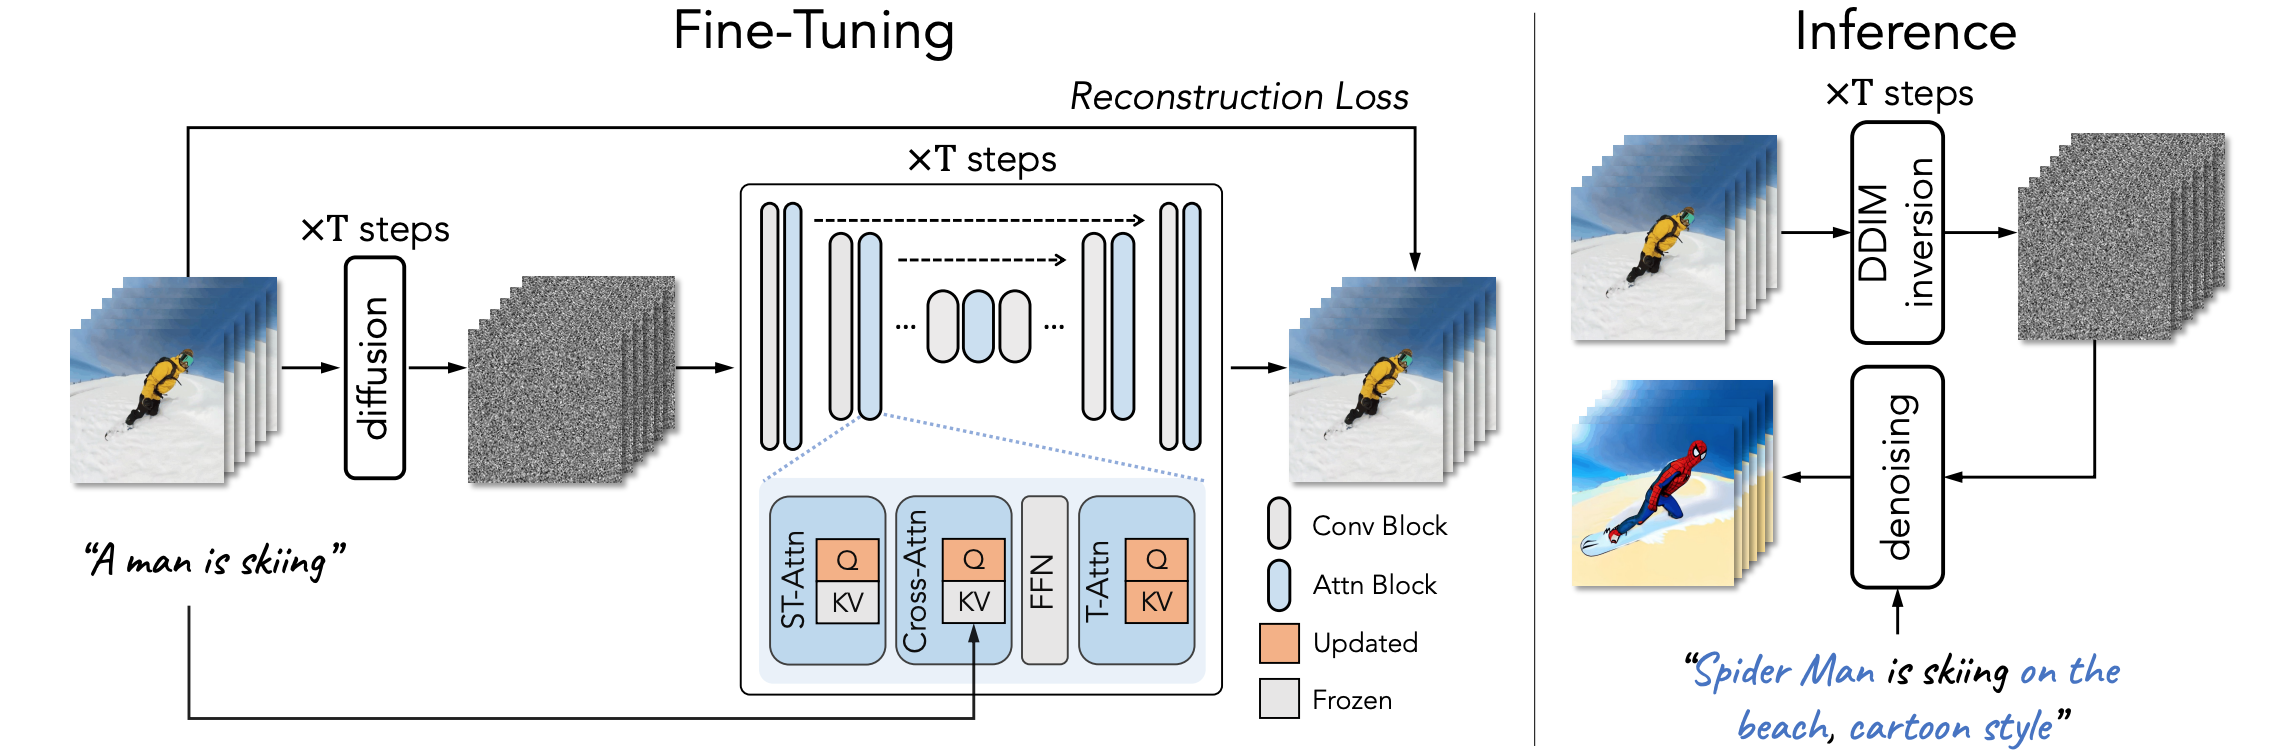 Fine-Tuning
Reconstruction Loss
×T steps
×T steps
diffusion
...
...
"A man is skiing"
ST-Attn
Q
KV
Cross-Attn
Q
KV
FFN
T-Attn
Q
KV
Conv Block
Attn Block
Updated
Frozen
Inference
×T steps
DDIM
inversion
denoising
"Spider Man is skiing on the
beach, cartoon style"